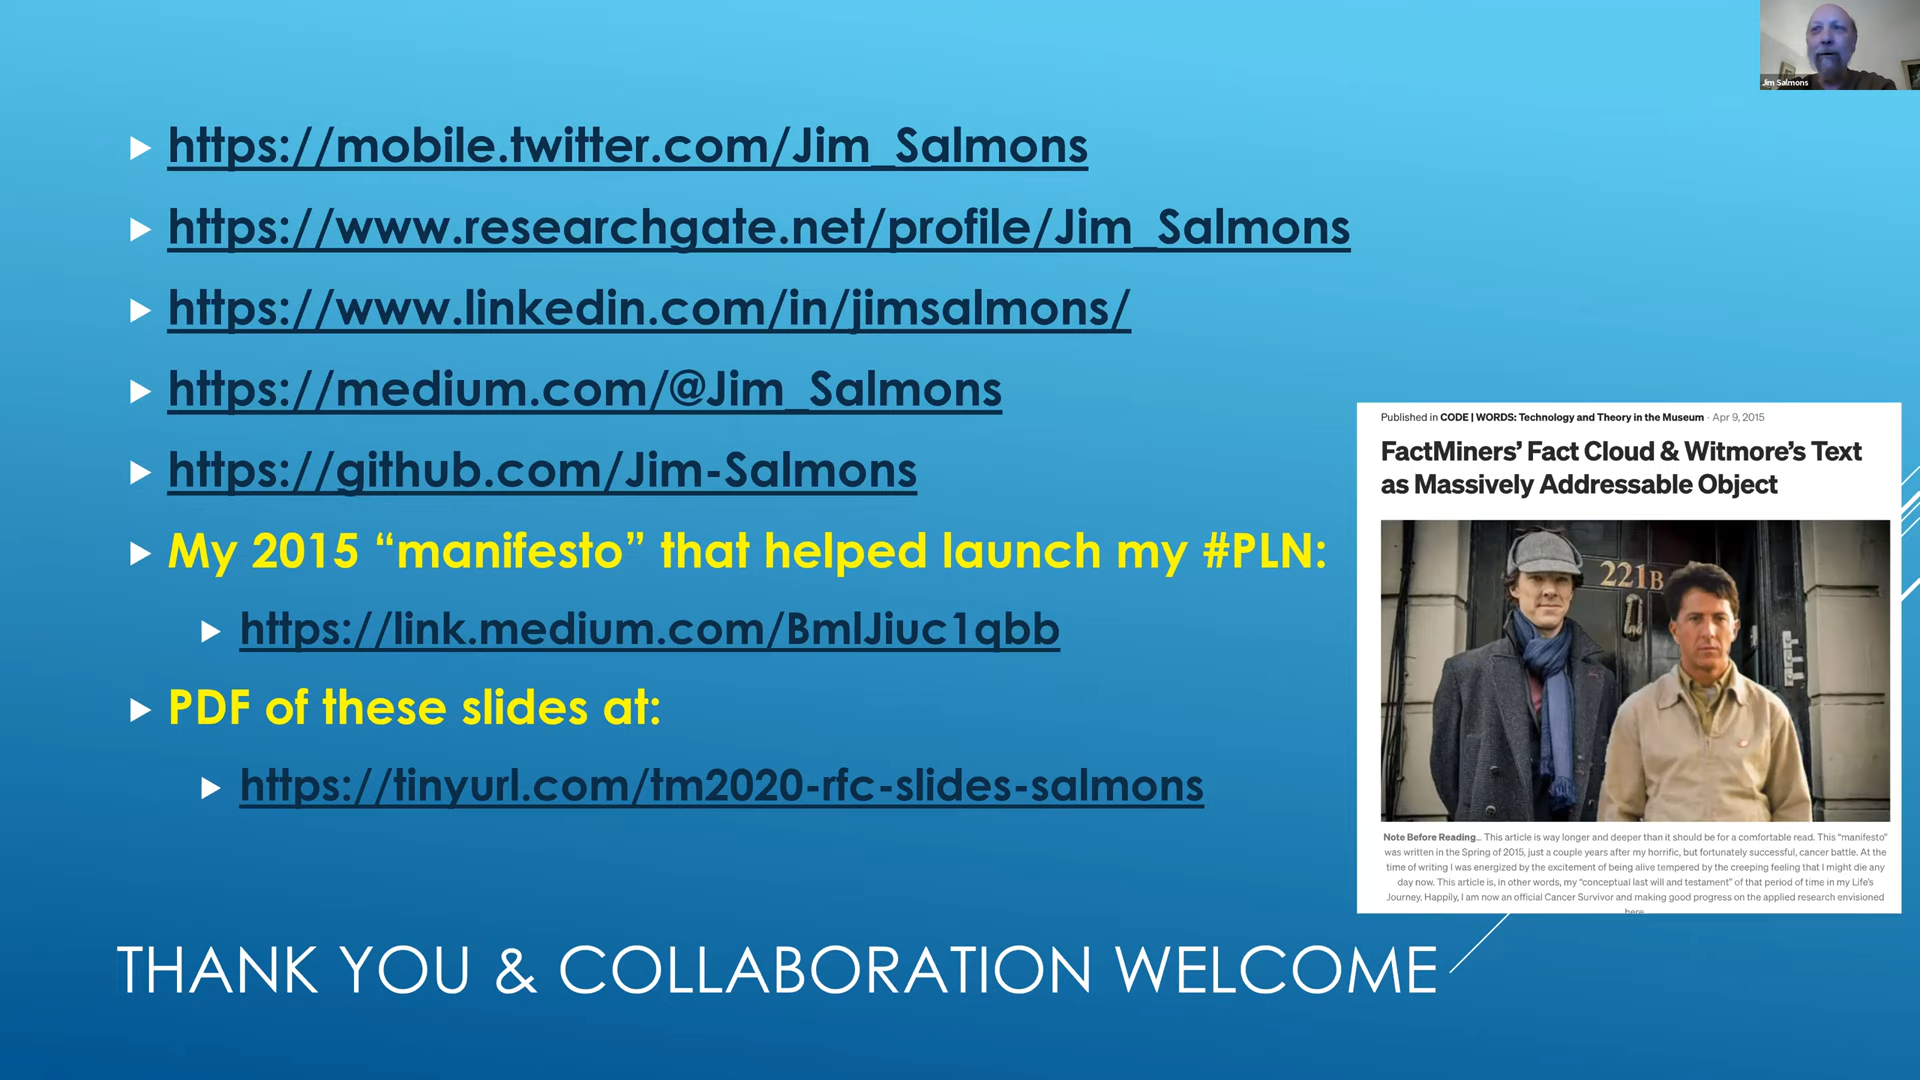 Jim Salmons
https://mobile.twitter.com/Jim_Salmons
https://www.researchgate.net/profile/Jim_Salmons
https://www.linkedin.com/in/jimsalmons/
https://medium.com/@Jim_Salmons
https://github.com/Jim-Salmons
My 2015 “manifesto” that helped launch my #PLN:
https://link.medium.com/BmlJiuc1qbb
PDF of these slides at:
https://tinyurl.com/tm2020-rfc-slides-salmons
Published in CODE | WORDS: Technology and Theory in the Museum · Apr 9, 2015
FactMiners’ Fact Cloud & Witmore’s Text
as Massively Addressable Object
221B
Note Before Reading... This article is way longer and deeper than it should be for a comfortable read. This “manifesto”
was written in the Spring of 2015, just a couple years after my horrific, but fortunately successful, cancer battle. At the
time of writing I was energized by the excitement of being alive tempered by the creeping feeling that I might die any
day now. This article is, in other words, my “conceptual last will and testament” of that period of time in my Life’s
Journey. Happily, I am now an official Cancer Survivor and making good progress on the applied research envisioned
here
THANK YOU & COLLABORATION WELCOME